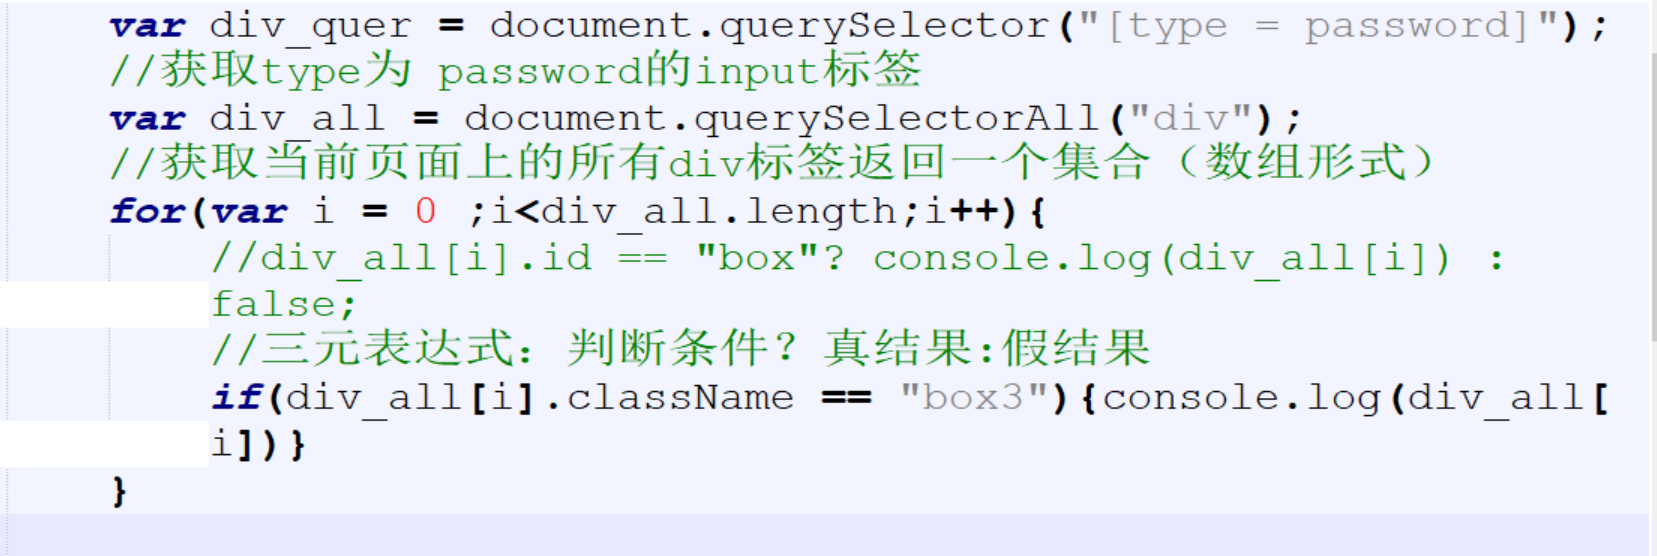 var div_quer = document.querySelector("[type = password]");
//获取type为 password的input标签
var div_all = document.querySelectorAll("div");
//获取当前页面上的所有div标签返回一个集合（数组形式）
for(var i = 0 ;i<div_all.length;i++){
//div_all[i].id == "box"? console.log(div_all[i]) :
false;
//三元表达式：判断条件？真结果:假结果
if(div_all[i].className == "box3"){console.log(div_all[
i])}
}